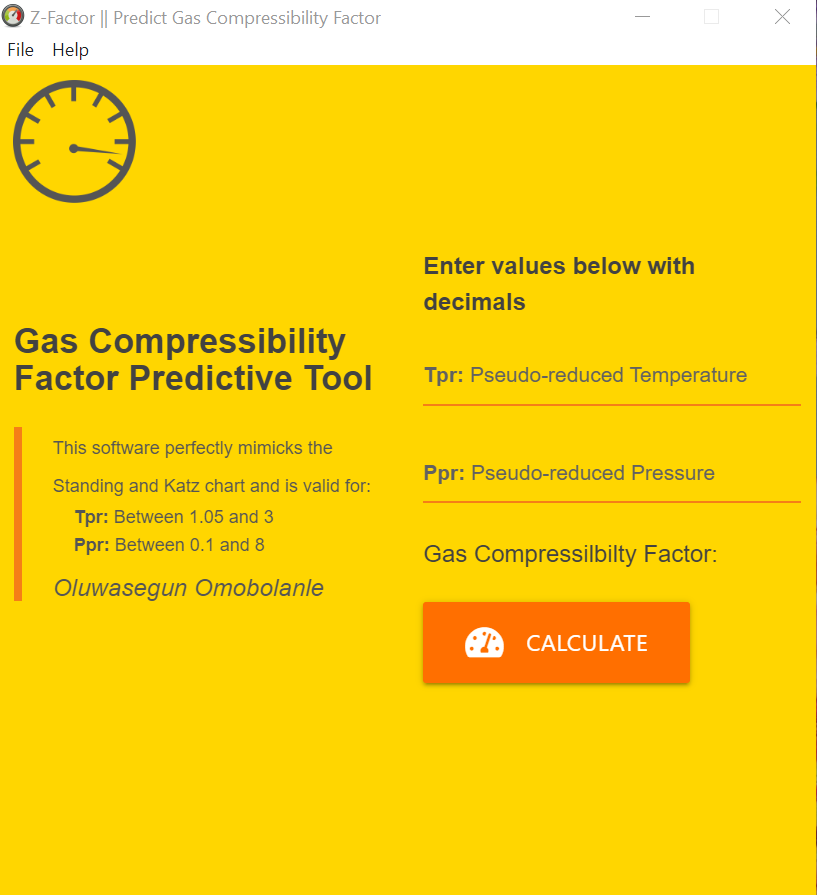 Z-Factor || Predict Gas Compressibility Factor
File Help
Gas Compressibility
Factor Predictive Tool
This software perfectly mimicks the
Standing and Katz chart and is valid for:
Tpr: Between 1.05 and 3
Ppr: Between 0.1 and 8
Oluwasegun Omobolanle
Enter values below with
decimals
Tpr: Pseudo-reduced Temperature
Ppr: Pseudo-reduced Pressure
Gas Compressilbilty Factor:
CALCULATE